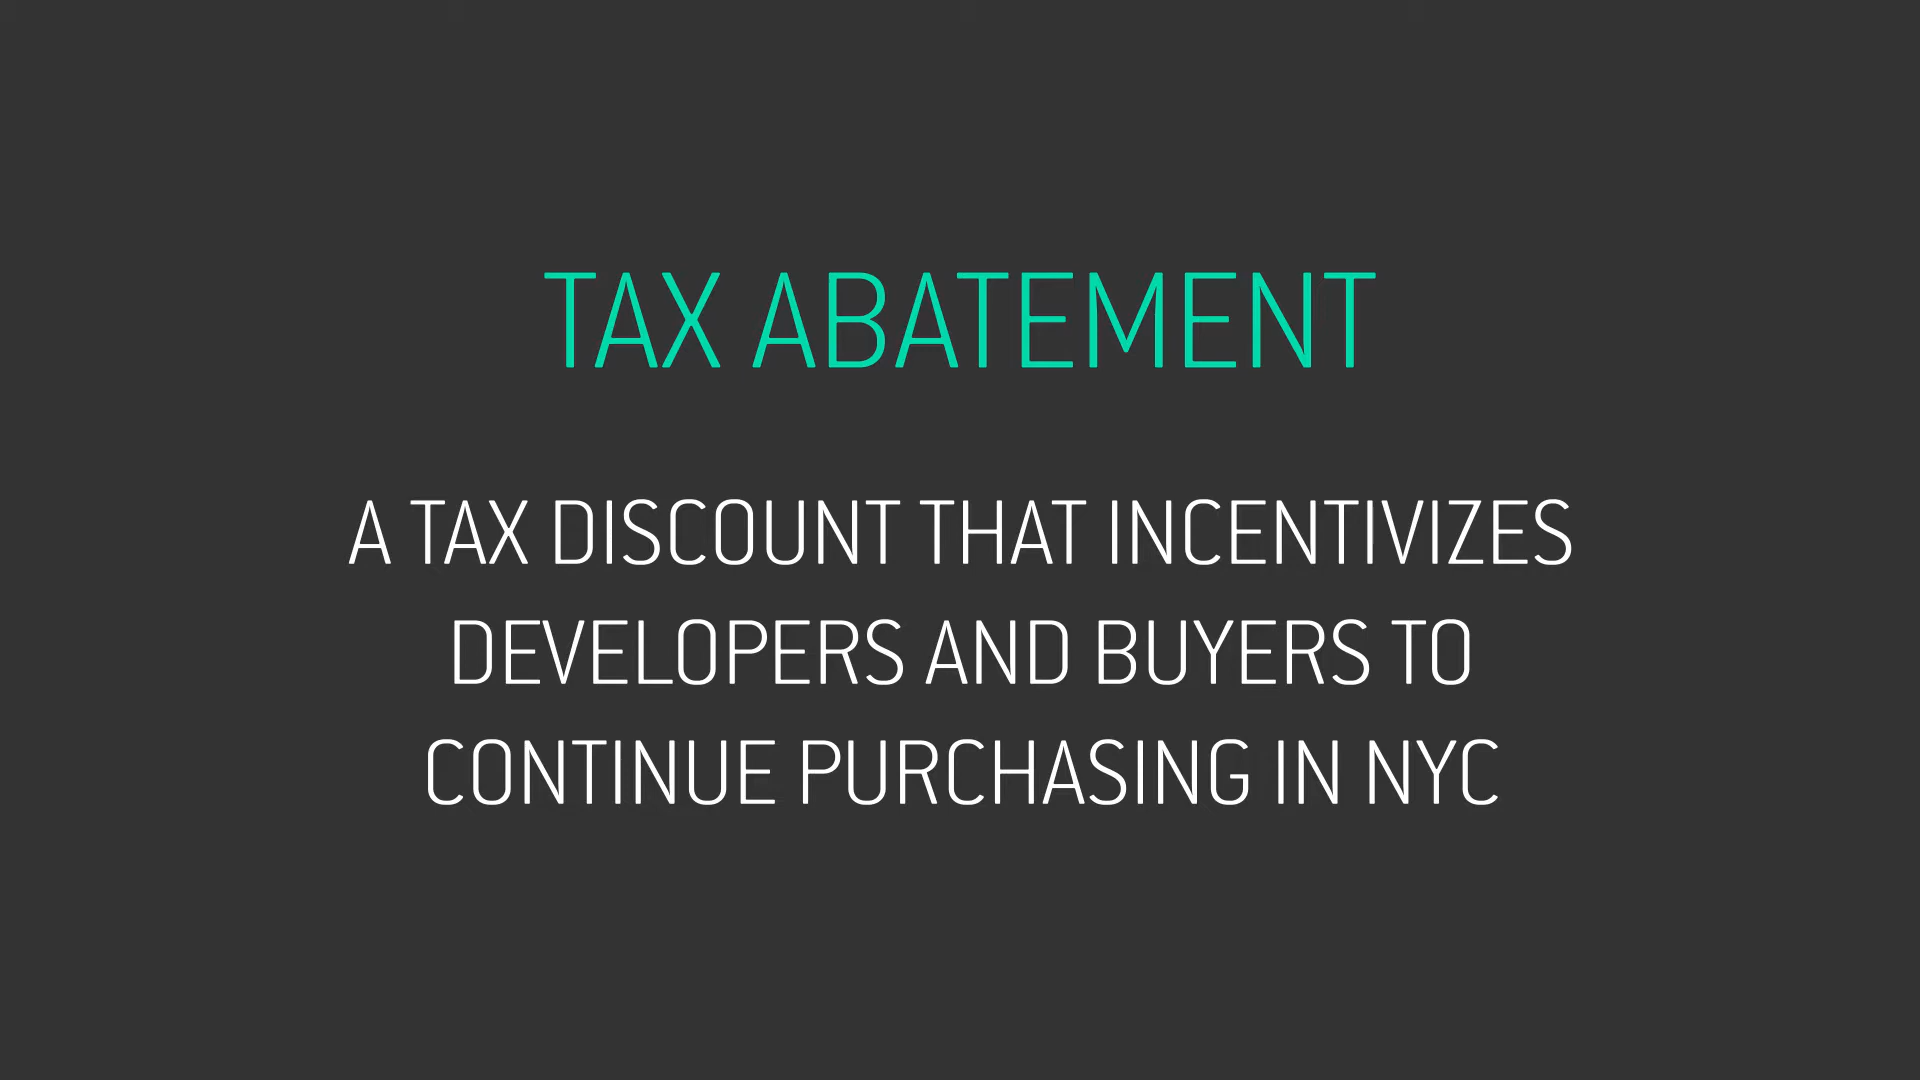 TAX ABATEMENT
A TAX DISCOUNT THAT INCENTIVIZES
DEVELOPERS AND BUYERS TO
CONTINUE PURCHASING IN NYC